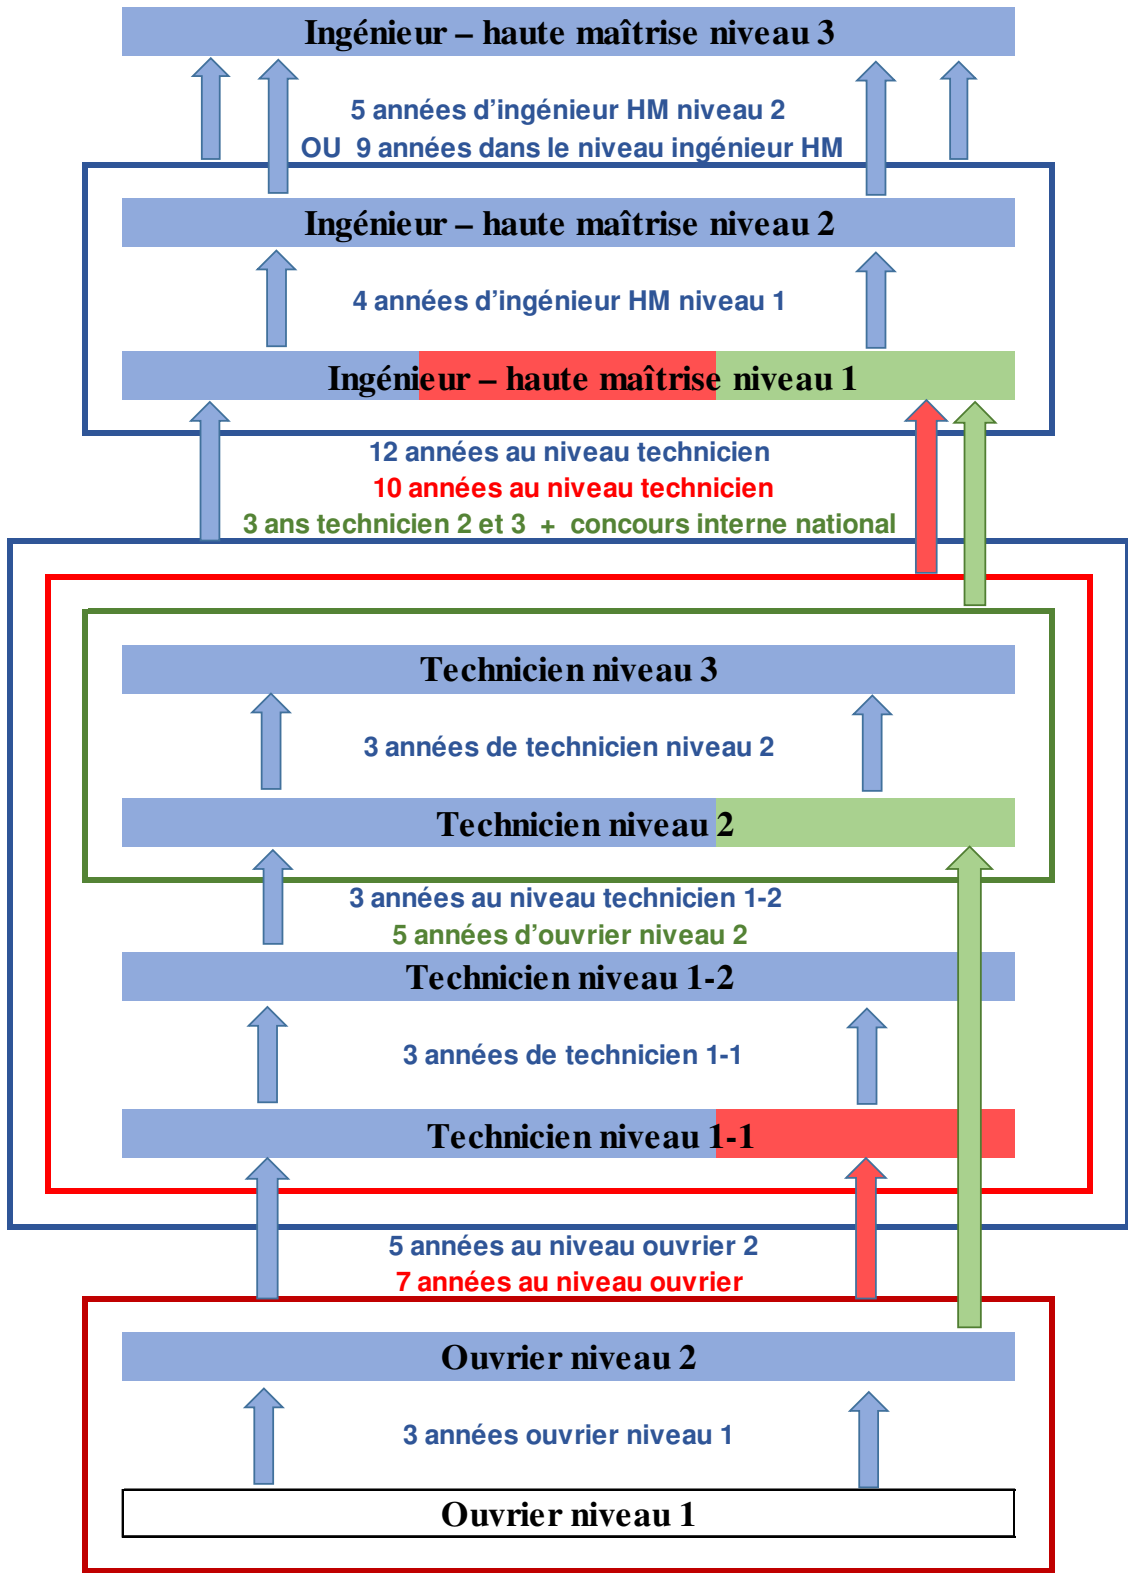 Ingénieur – haute maîtrise niveau 3
5 années d’ingénieur HM niveau 2
OU 9 années dans le niveau ingénieur HM
Ingénieur – haute maîtrise niveau 2
4 années d’ingénieur HM niveau 1
Ingénieur – haute maîtrise niveau 1
12 années au niveau technicien
10 années au niveau technicien
3 ans technicien 2 et 3 + concours interne national
Technicien niveau 3
3 années de technicien niveau 2
Technicien niveau 2
3 années au niveau technicien 1-2
5 années d’ouvrier niveau 2
Technicien niveau 1-2
3 années de technicien 1-1
Technicien niveau 1-1
5 années au niveau ouvrier 2
7 années au niveau ouvrier
Ouvrier niveau 2
3 années ouvrier niveau 1
Ouvrier niveau 1